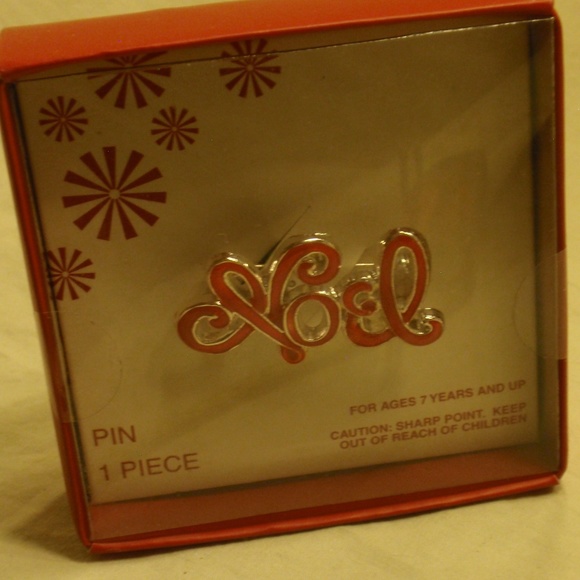 Noel
FOR AGES 7 YEARS AND UP
CAUTION: SHARP POINT. KEEP
OUT OF REACH OF CHILDREN
PIN
1 PIECE